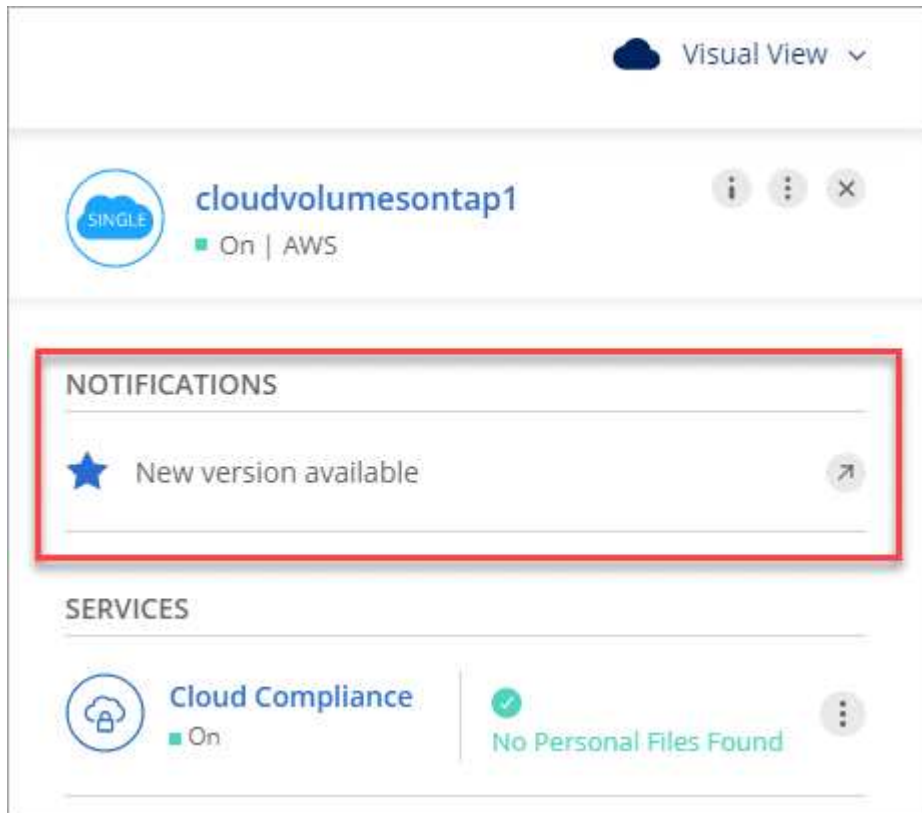 Visual View
SINGLE
cloudvolumesontap1
On | AWS
NOTIFICATIONS
New version available
SERVICES
Cloud Compliance
On
No Personal Files Found